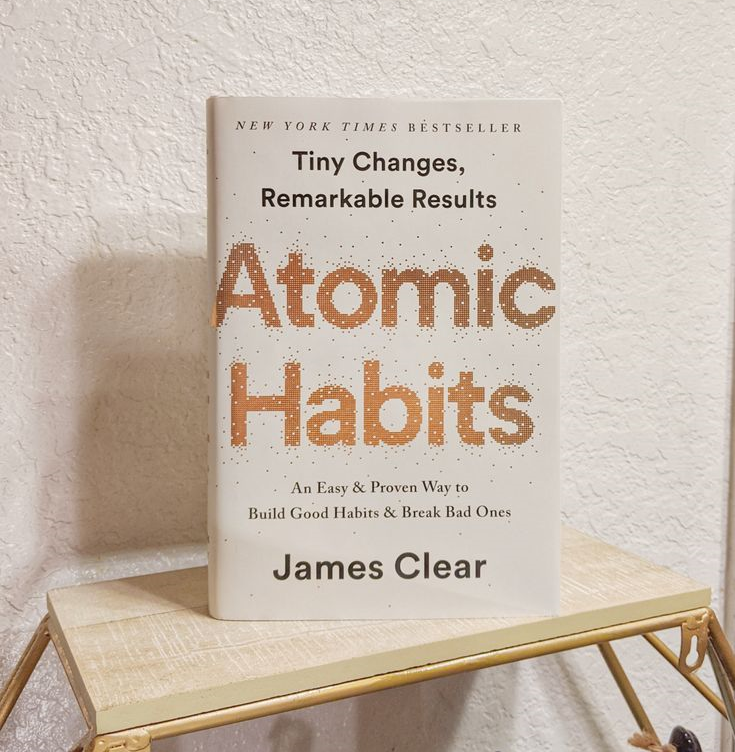 NEW YORK TIMES BESTSELLER
Tiny Changes,
Remarkable Results
Atomic
Habits
An Easy & Proven Way to
Build Good Habits & Break Bad Ones
James Clear